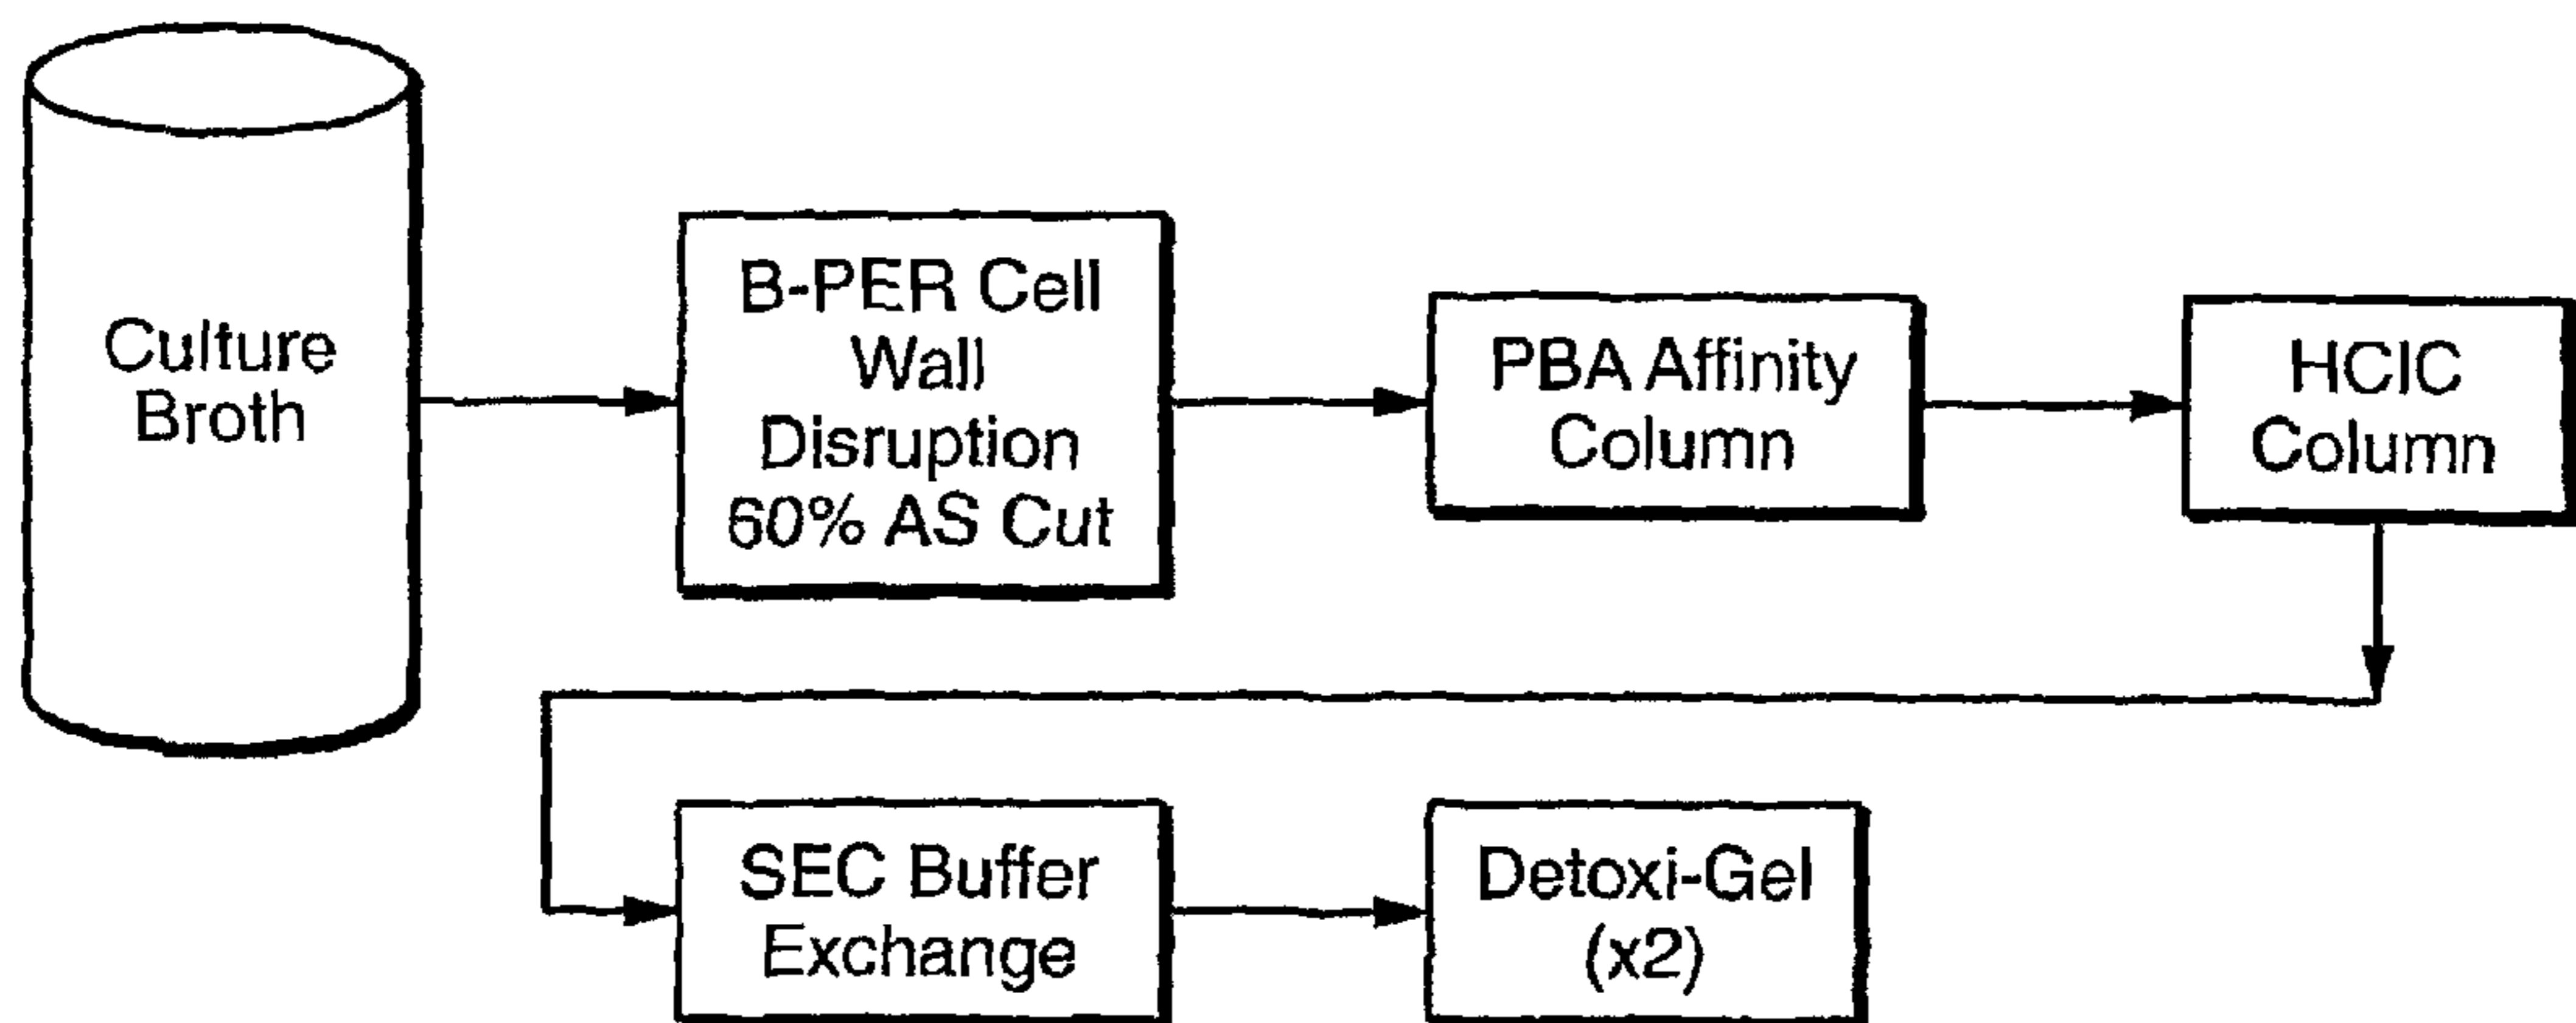 Culture
Broth
B-PER Cell
Wall
Disruption
60% AS Cut
PBA Affinity
Column
HCIC
Column
SEC Buffer
Exchange
Detoxi-Gel
(x2)